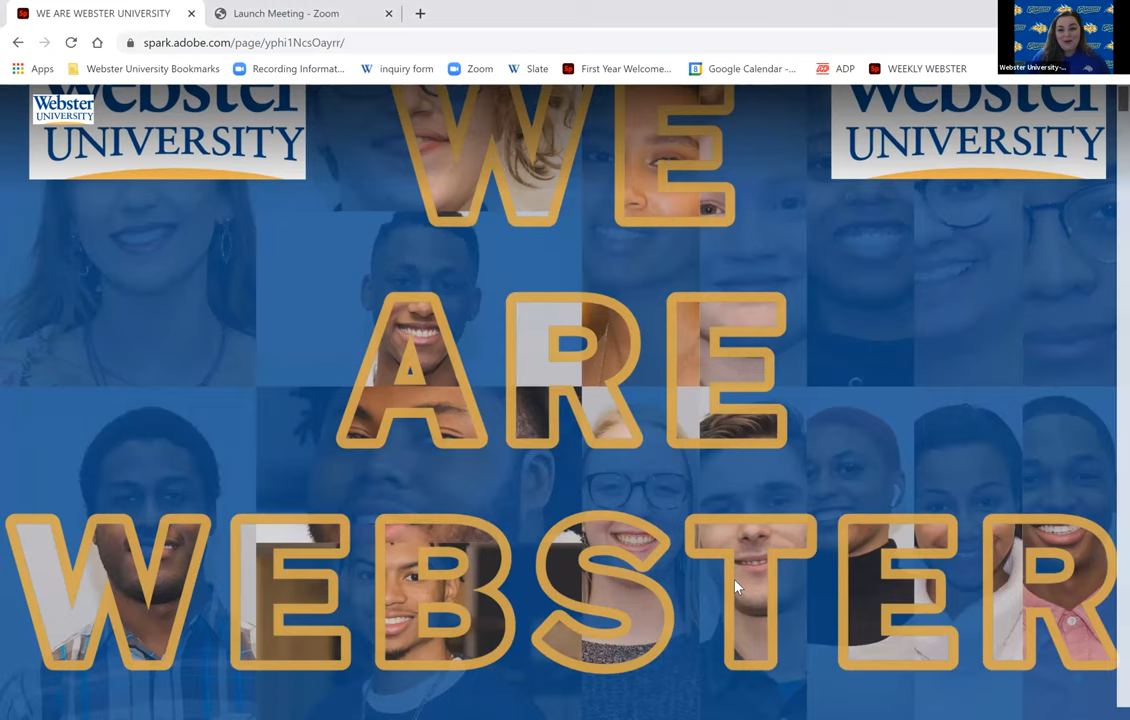 WE ARE WEBSTER UNIVERSITY
Launch Meeting - Zoom
spark.adobe.com/page/yphi1NcsOayrr/
Apps
Webster University Bookmarks
Recording Informat...
inquiry form
Zoom
Slate
First Year Welcome...
Google Calendar -...
ADP
WEEKLY WEBSTER
Webster University-...
Webster
UNIVERSITY
Webster
UNIVERSITY
Webster
UNIVERSITY
WE
ARE
WEBSTER